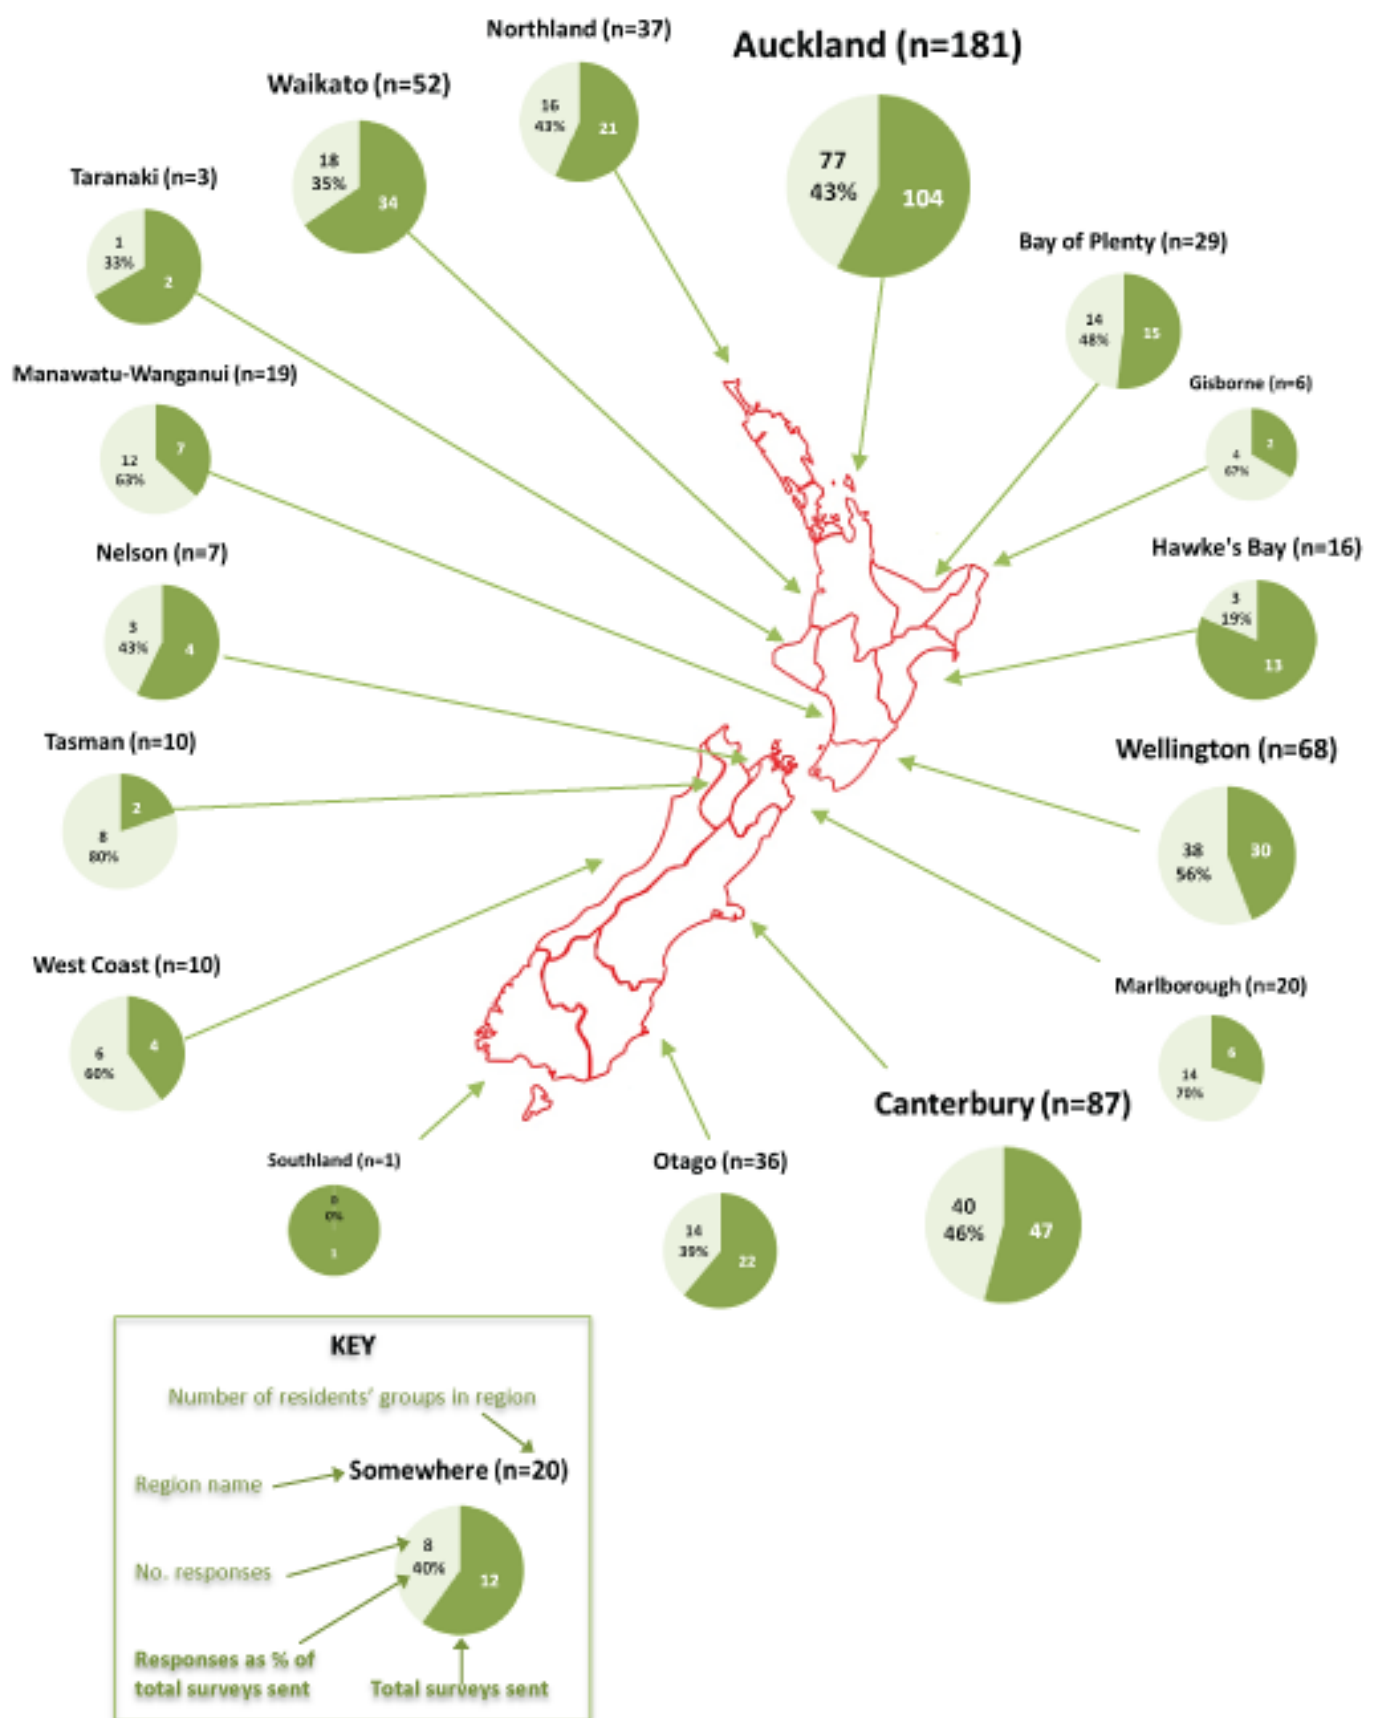 Northland (n=37)
16
43%
21
Auckland (n=181)
77
43%
104
Waikato (n=52)
18
35%
34
Taranaki (n=3)
1
33%
2
Bay of Plenty (n=29)
14
48%
15
Manawatu-Wanganui (n=19)
12
63%
7
Gisborne (n=6)
4
67%
2
Nelson (n=7)
3
43%
4
Hawke's Bay (n=16)
3
19%
13
Tasman (n=10)
8
80%
2
Wellington (n=68)
38
56%
30
West Coast (n=10)
6
60%
4
Marlborough (n=20)
14
70%
6
Canterbury (n=87)
40
46%
47
Southland (n=1)
0
0%
1
Otago (n=36)
14
39%
22
KEY
Number of residents' groups in region
Somewhere (n=20)
Region name
8
40%
12
No. responses
Responses as % of
total surveys sent
Total surveys sent